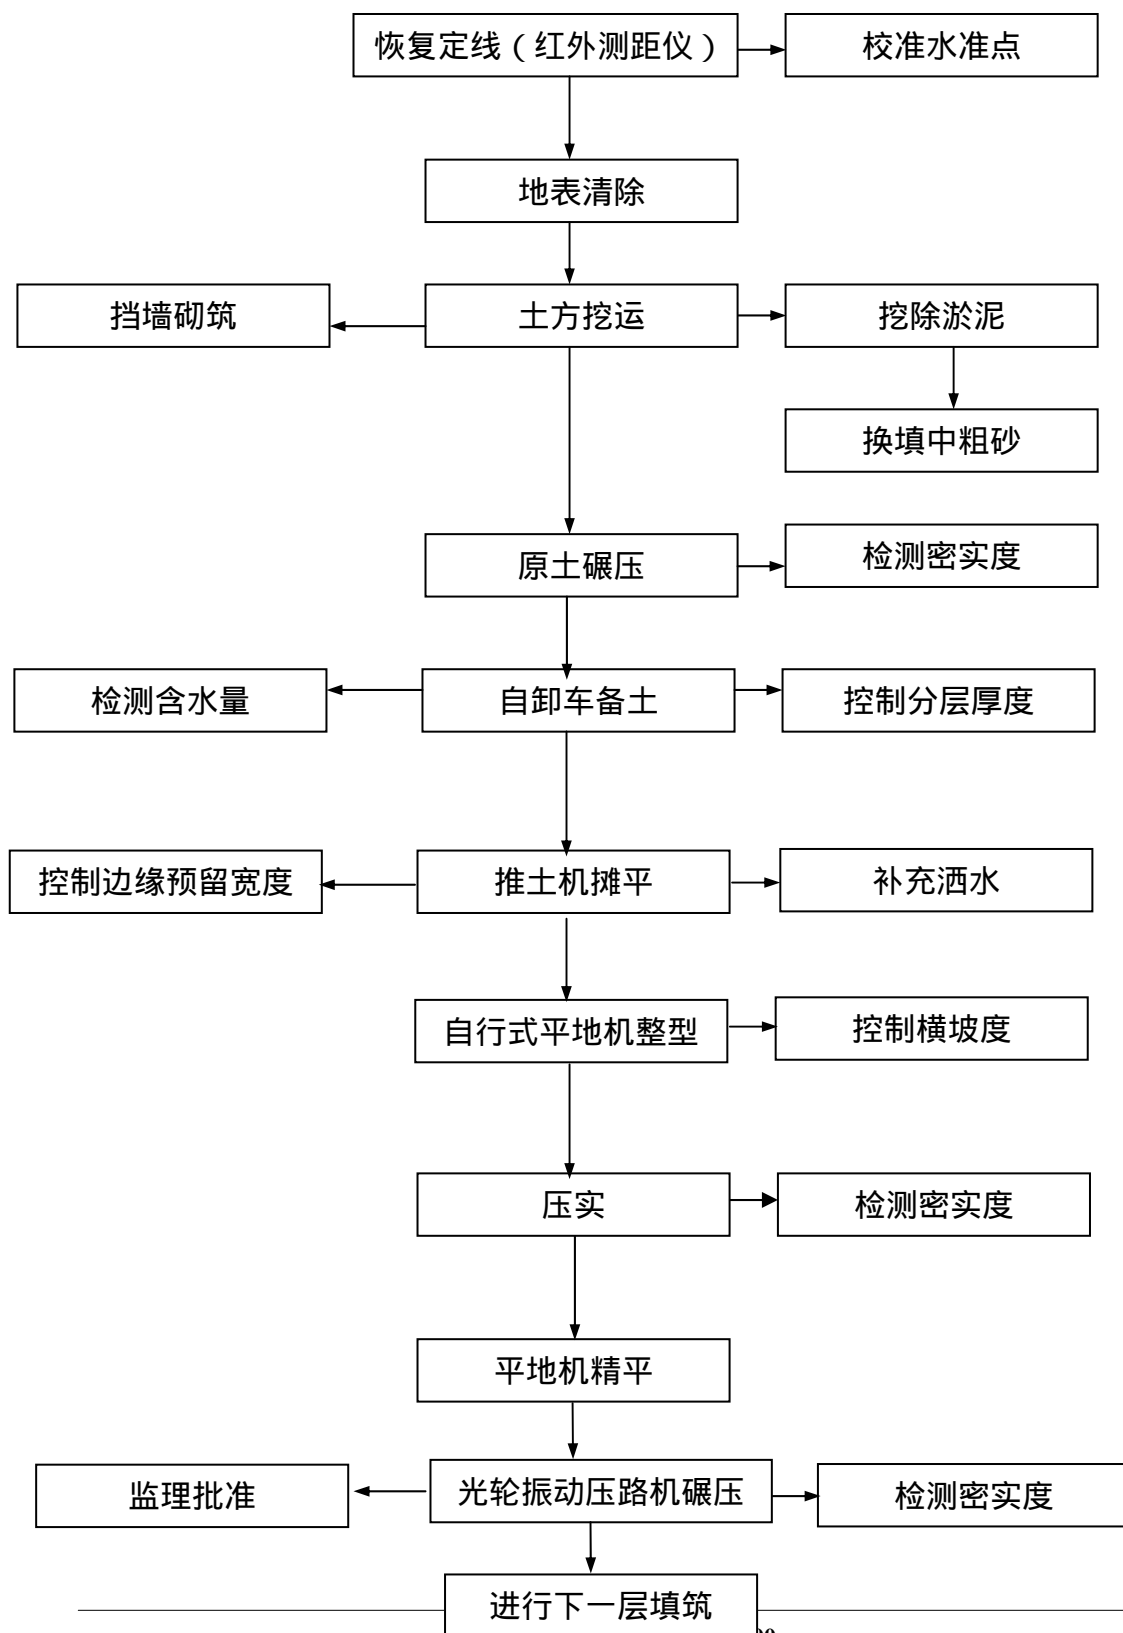 恢复定线（红外测距仪）
校准水准点
地表清除
挡墙砌筑
土方挖运
挖除淤泥
换填中粗砂
原土碾压
检测密实度
检测含水量
自卸车备土
控制分层厚度
控制边缘预留宽度
推土机摊平
补充洒水
自行式平地机整型
控制横坡度
压实
检测密实度
平地机精平
监理批准
光轮振动压路机碾压
检测密实度
进行下一层填筑